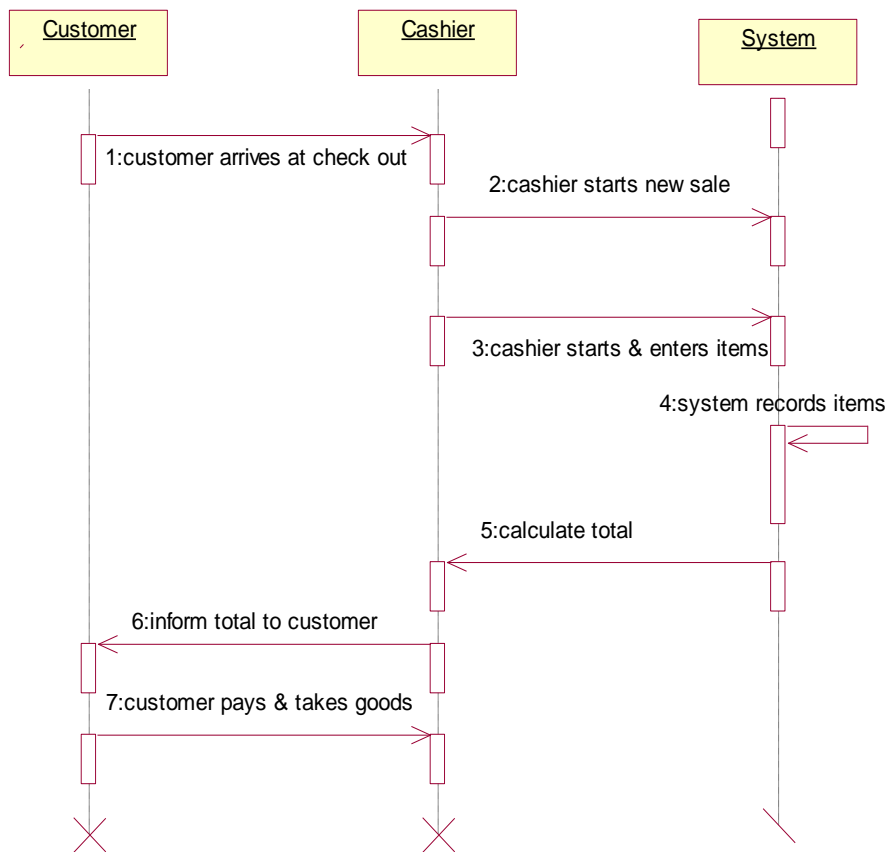 Customer
Cashier
System
1:customer arrives at check out
2:cashier starts new sale
3:cashier starts & enters items
4:system records items
5:calculate total
6:inform total to customer
7:customer pays & takes goods